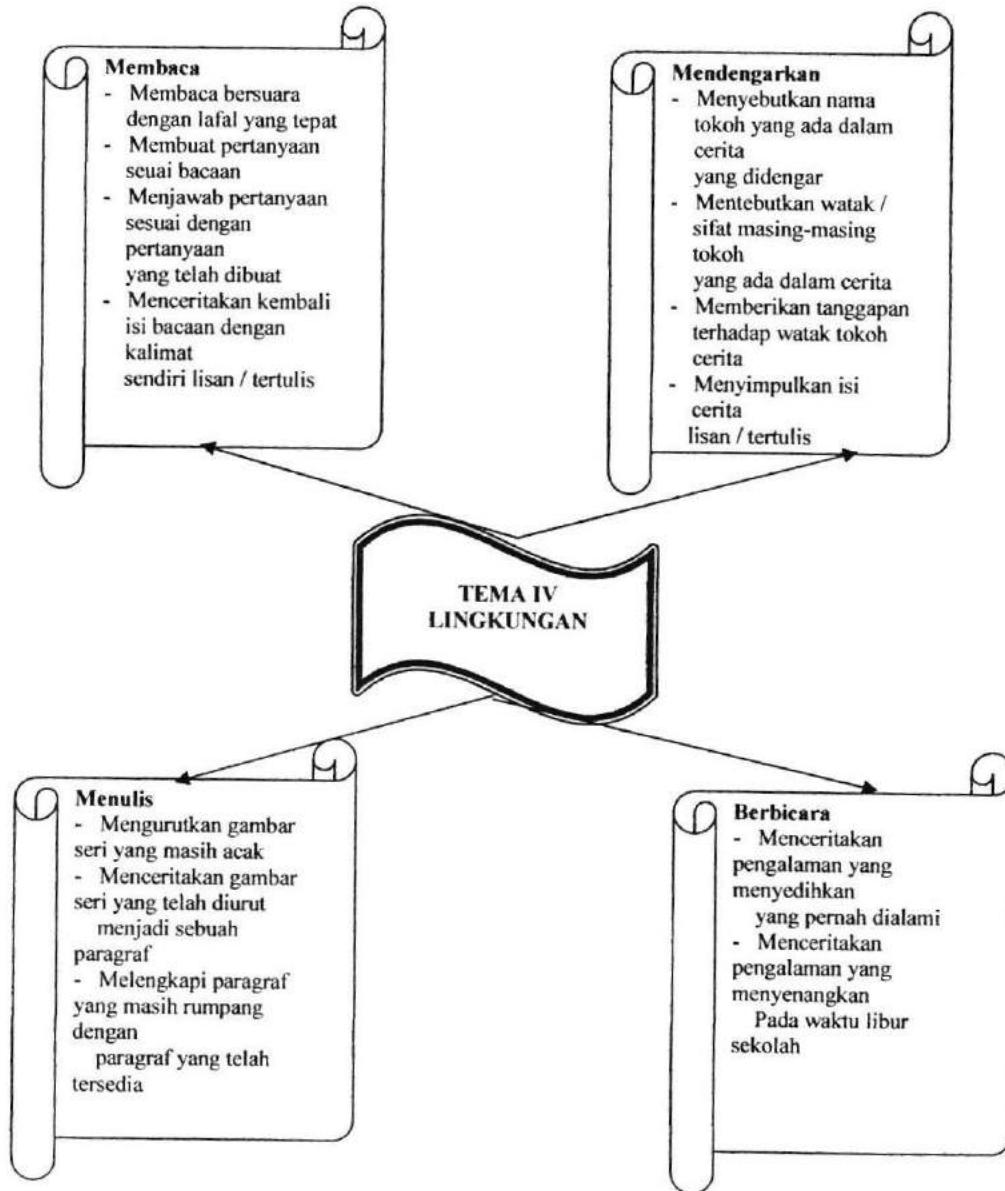 Membaca
- Membaca bersuara
dengan lafal yang tepat
- Membuat pertanyaan
seuai bacaan
- Menjawab pertanyaan
sesuai dengan
pertanyaan
yang telah dibuat
- Menceritakan kembali
isi bacaan dengan
kalimat
sendiri lisan / tertulis
Mendengarkan
- Menyebutkan nama
tokoh yang ada dalam
cerita
yang didengar
- Mentebutkan watak /
sifat masing-masing
tokoh
yang ada dalam cerita
- Memberikan tanggapan
terhadap watak tokoh
cerita
- Menyimpulkan isi
cerita
lisan / tertulis
TEMA IV
LINGKUNGAN
Menulis
- Mengurutkan gambar
seri yang masih acak
- Menceritakan gambar
seri yang telah diurut
menjadi sebuah
paragraf
- Melengkapi paragraf
yang masih rumpang
dengan
paragraf yang telah
tersedia
Berbicara
- Menceritakan
pengalaman yang
menyedihkan
yang pernah dialami
- Menceritakan
pengalaman yang
menyenangkan
Pada waktu libur
sekolah